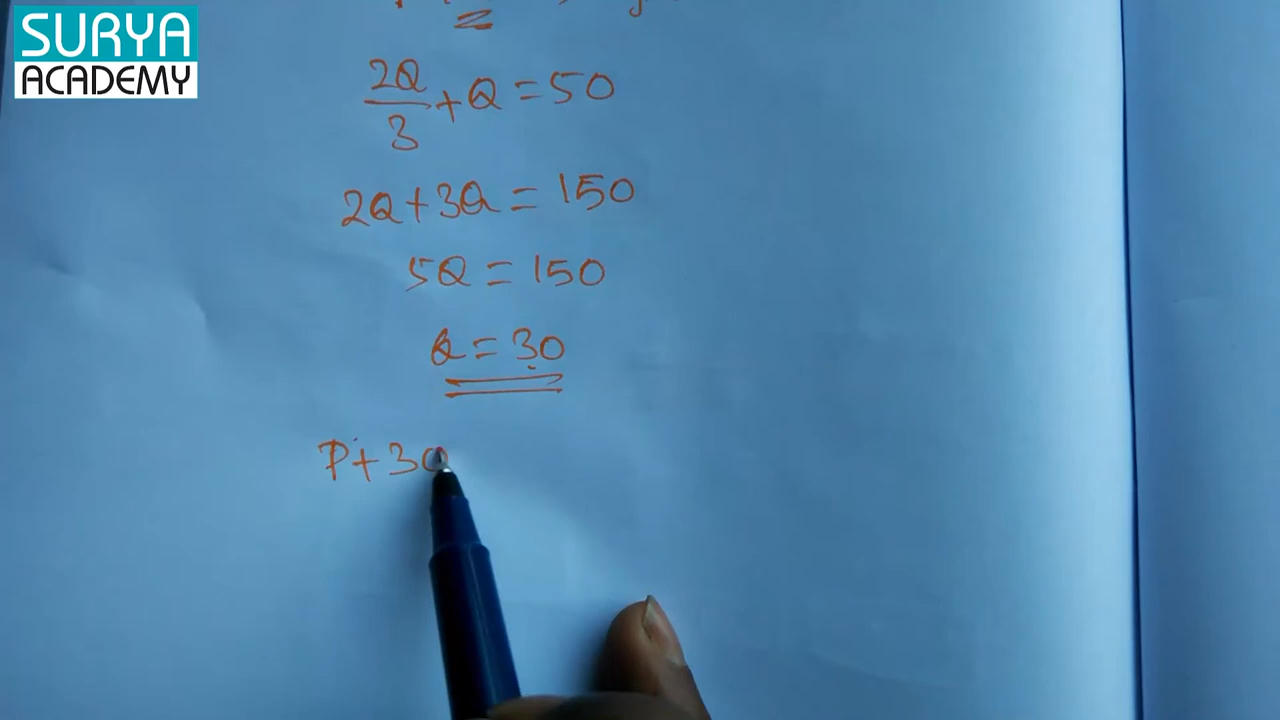 SURYA
ACADEMY
2Q/3 + Q = 50
2Q + 3Q = 150
5Q = 150
Q = 30
P + 30